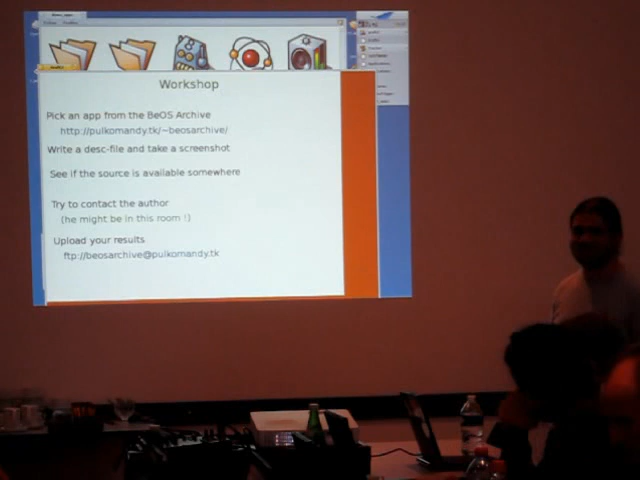 Workshop
Pick an app from the BeOS Archive
http://pulkomandy.tk/~beosarchive/
Write a desc-file and take a screenshot
See if the source is available somewhere
Try to contact the author
(he might be in this room !)
Upload your results
ftp://beosarchive@pulkomandy.tk